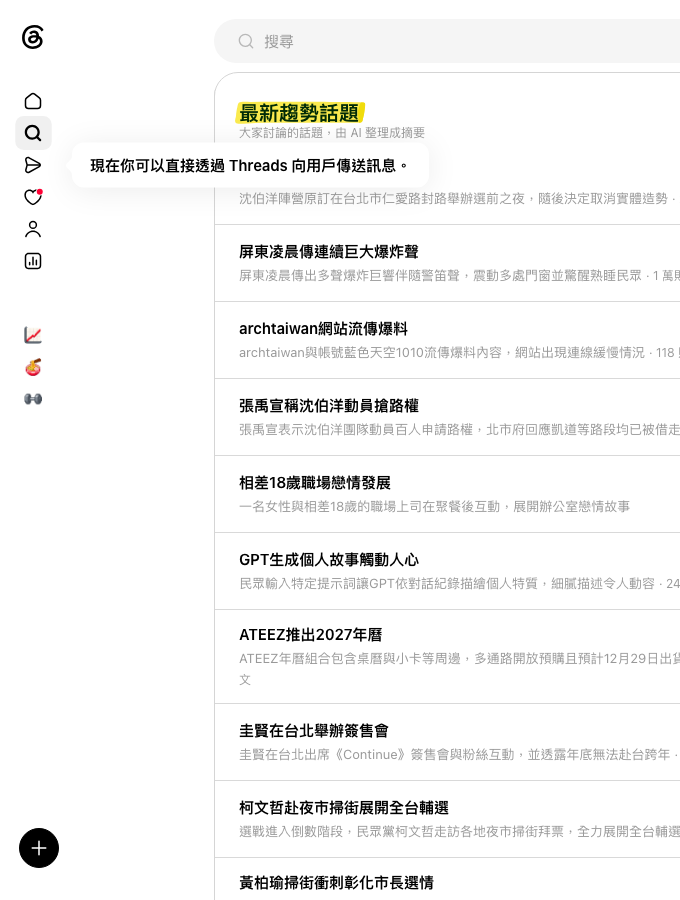 搜尋
最新趨勢話題
大家討論的話題，由 AI 整理成摘要
現在你可以直接透過 Threads 向用戶傳送訊息。
沈伯洋陣營原訂在台北市仁愛路封路舉辦選前之夜，隨後決定取消實體造勢 ·
屏東凌晨傳連續巨大爆炸聲
屏東凌晨傳出多聲爆炸巨響伴隨警笛聲，震動多處門窗並驚醒熟睡民眾 · 1 萬
archtaiwan網站流傳爆料
archtaiwan與帳號藍色天空1010流傳爆料內容，網站出現連線緩慢情況 · 118
張禹宣稱沈伯洋動員搶路權
張禹宣表示沈伯洋團隊動員百人申請路權，北市府回應凱道等路段均已被借走
相差18歲職場戀情發展
一名女性與相差18歲的職場上司在聚餐後互動，展開辦公室戀情故事
GPT生成個人故事觸動人心
民眾輸入特定提示詞讓GPT依對話紀錄描繪個人特質，細膩描述令人動容 · 24
ATEEZ推出2027年曆
ATEEZ年曆組合包含桌曆與小卡等周邊，多通路開放預購且預計12月29日出貨
文
圭賢在台北舉辦簽售會
圭賢在台北出席《Continue》簽售會與粉絲互動，並透露年底無法赴台跨年 ·
柯文哲赴夜市掃街展開全台輔選
選戰進入倒數階段，民眾黨柯文哲走訪各地夜市掃街拜票，全力展開全台輔選
黃柏瑜掃街衝刺彰化市長選情